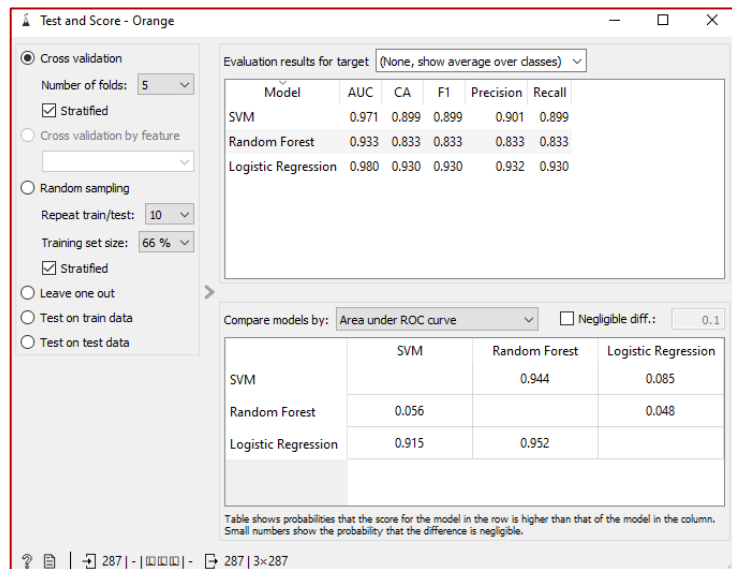 Test and Score - Orange
Cross validation
Number of folds: 5
Stratified
Cross validation by feature
Random sampling
Repeat train/test: 10
Training set size: 66 %
Stratified
Leave one out
Test on train data
Test on test data
Evaluation results for target (None, show average over classes)
Model AUC CA F1 Precision Recall
SVM 0.971 0.899 0.899 0.901 0.899
Random Forest 0.933 0.833 0.833 0.833 0.833
Logistic Regression 0.980 0.930 0.930 0.932 0.930
Compare models by: Area under ROC curve Negligible diff.: 0.1
SVM Random Forest Logistic Regression
SVM 0.944 0.085
Random Forest 0.056 0.048
Logistic Regression 0.915 0.952
Table shows probabilities that the score for the model in the row is higher than that of the model in the column.
Small numbers show the probability that the difference is negligible.
? 287 | - | - 287 | 3×287